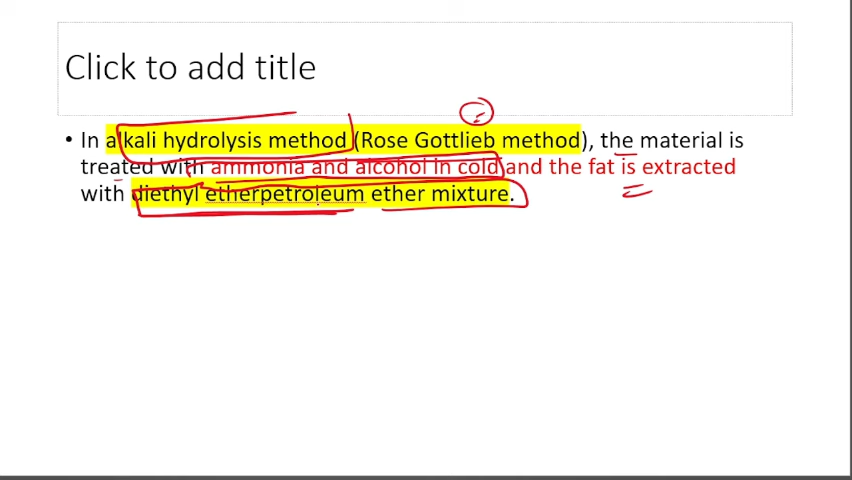 Click to add title
• In alkali hydrolysis method (Rose Gottlieb method), the material is
treated with ammonia and alcohol in cold and the fat is extracted
with diethyl etherpetroleum ether mixture.